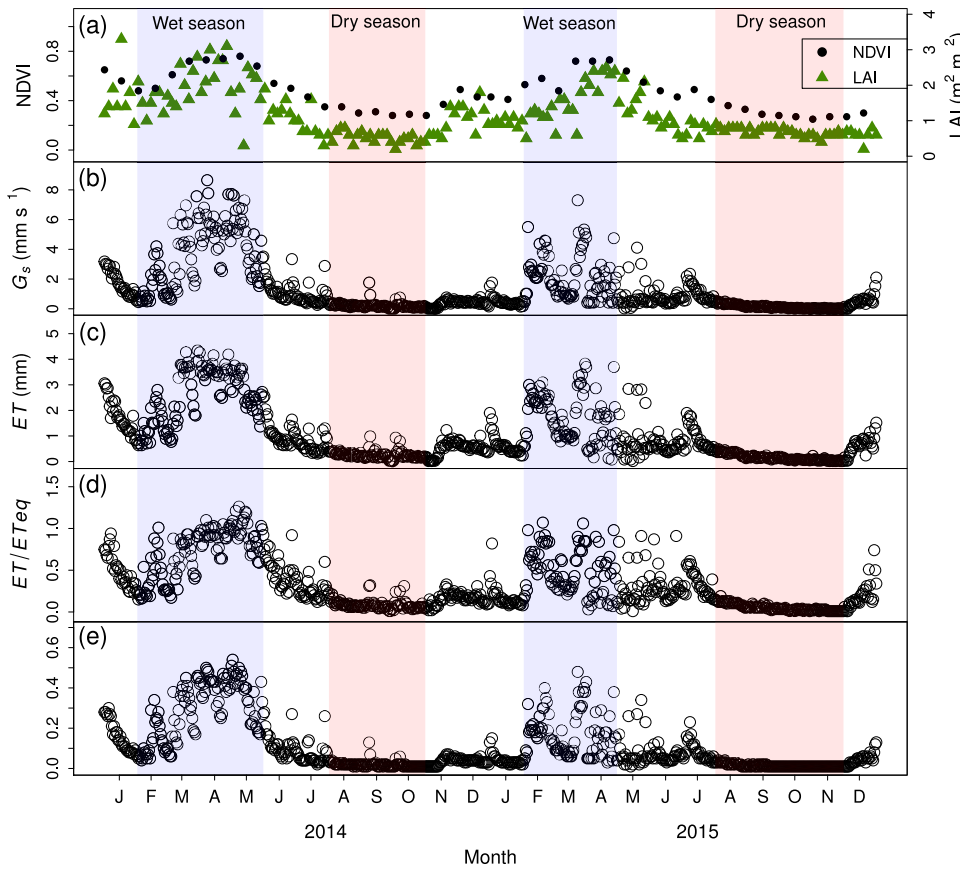 (a)
Wet season
Dry season
Wet season
Dry season
NDVI
LAI
NDVI
0.0 0.4 0.8
LAI (m² m⁻²)
0 1 2 3 4
(b)
Gs (mm s⁻¹)
0 2 4 6 8
(c)
ET (mm)
0 1 2 3 4 5
(d)
ET/ETeq
0.0 0.5 1.0 1.5
(e)
0.0 0.2 0.4 0.6
J F M A M J J A S O N D J F M A M J J A S O N D
2014 2015
Month